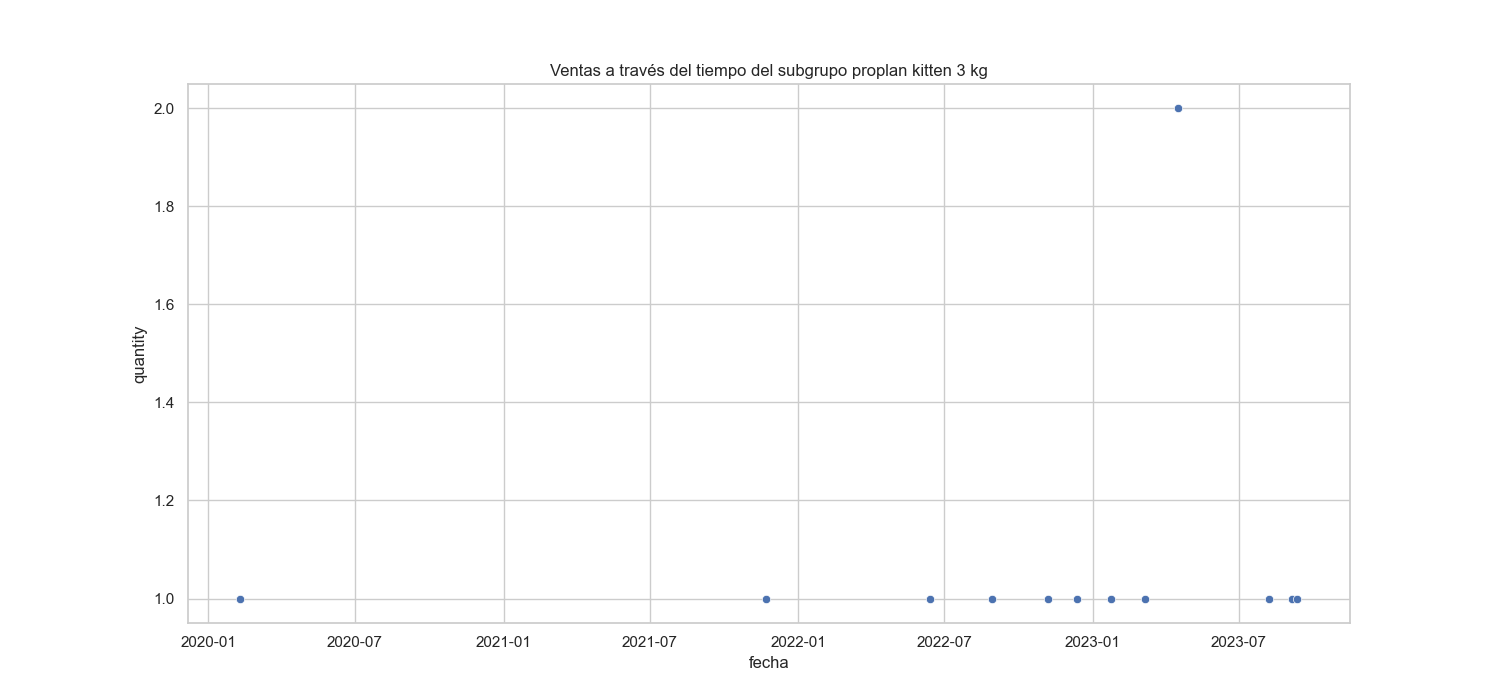 Ventas a través del tiempo del subgrupo proplan kitten 3 kg
2.0
1.8
1.6
1.4
1.2
1.0
quantity
2020-01 2020-07 2021-01 2021-07 2022-01 2022-07 2023-01 2023-07
fecha